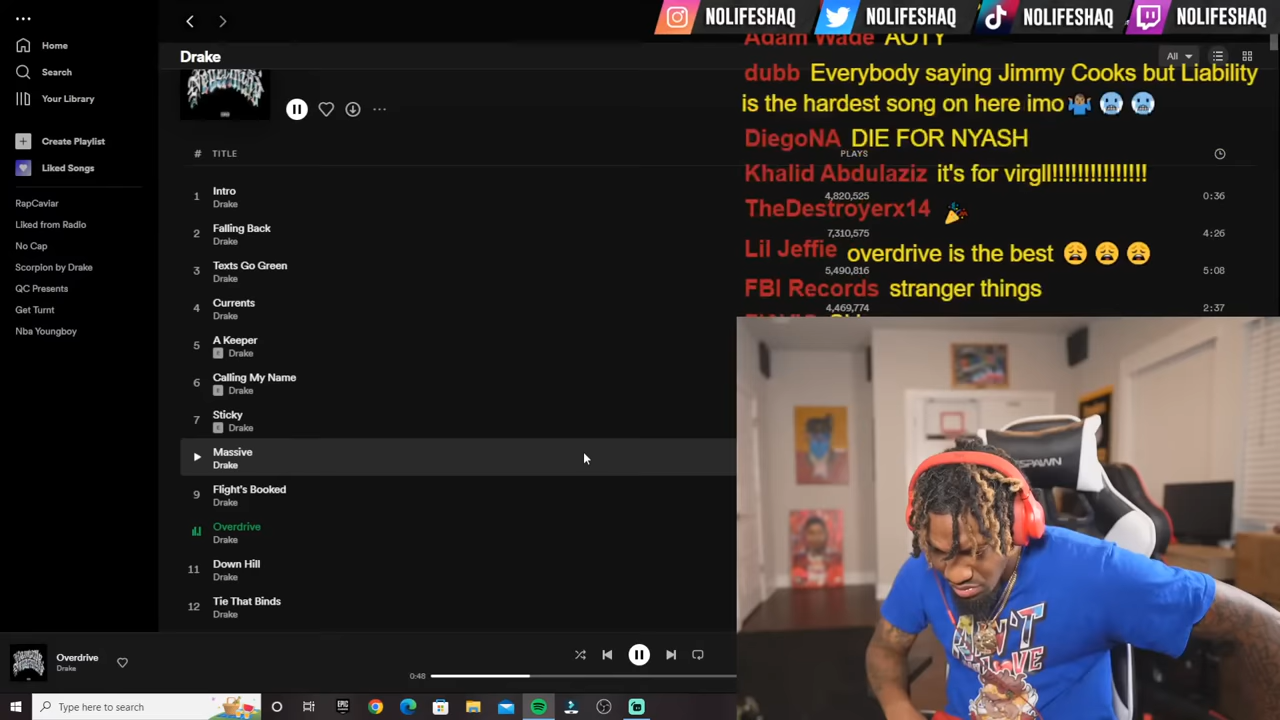 NOLIFESHAQ NOLIFESHAQ NOLIFESHAQ NOLIFESHAQ
Home
Search
Your Library
Create Playlist
Liked Songs
RapCaviar
Liked from Radio
No Cap
Scorpion by Drake
QC Presents
Get Turnt
Nba Youngboy
Drake
All
# TITLE PLAYS
1 Intro 4,820,525 0:36
Drake
2 Falling Back 7,310,575 4:26
Drake
3 Texts Go Green 5,490,816 5:08
Drake
4 Currents 4,469,774 2:37
Drake
5 A Keeper
E Drake
6 Calling My Name
E Drake
7 Sticky
E Drake
Massive
Drake
9 Flight's Booked
Drake
Overdrive
Drake
11 Down Hill
Drake
12 Tie That Binds
Drake
Adam Wade AOTY
dubb Everybody saying Jimmy Cooks but Liability
is the hardest song on here imo🤷🏾‍♂️🥶🥶
DiegoNA DIE FOR NYASH
Khalid Abdulaziz it's for virgll!!!!!!!!!!!!!!!
TheDestroyerx14 🎉
Lil Jeffie overdrive is the best 😩😩😩
FBI Records stranger things
AIN'T
LOVE
Overdrive
Drake
0:48
Type here to search